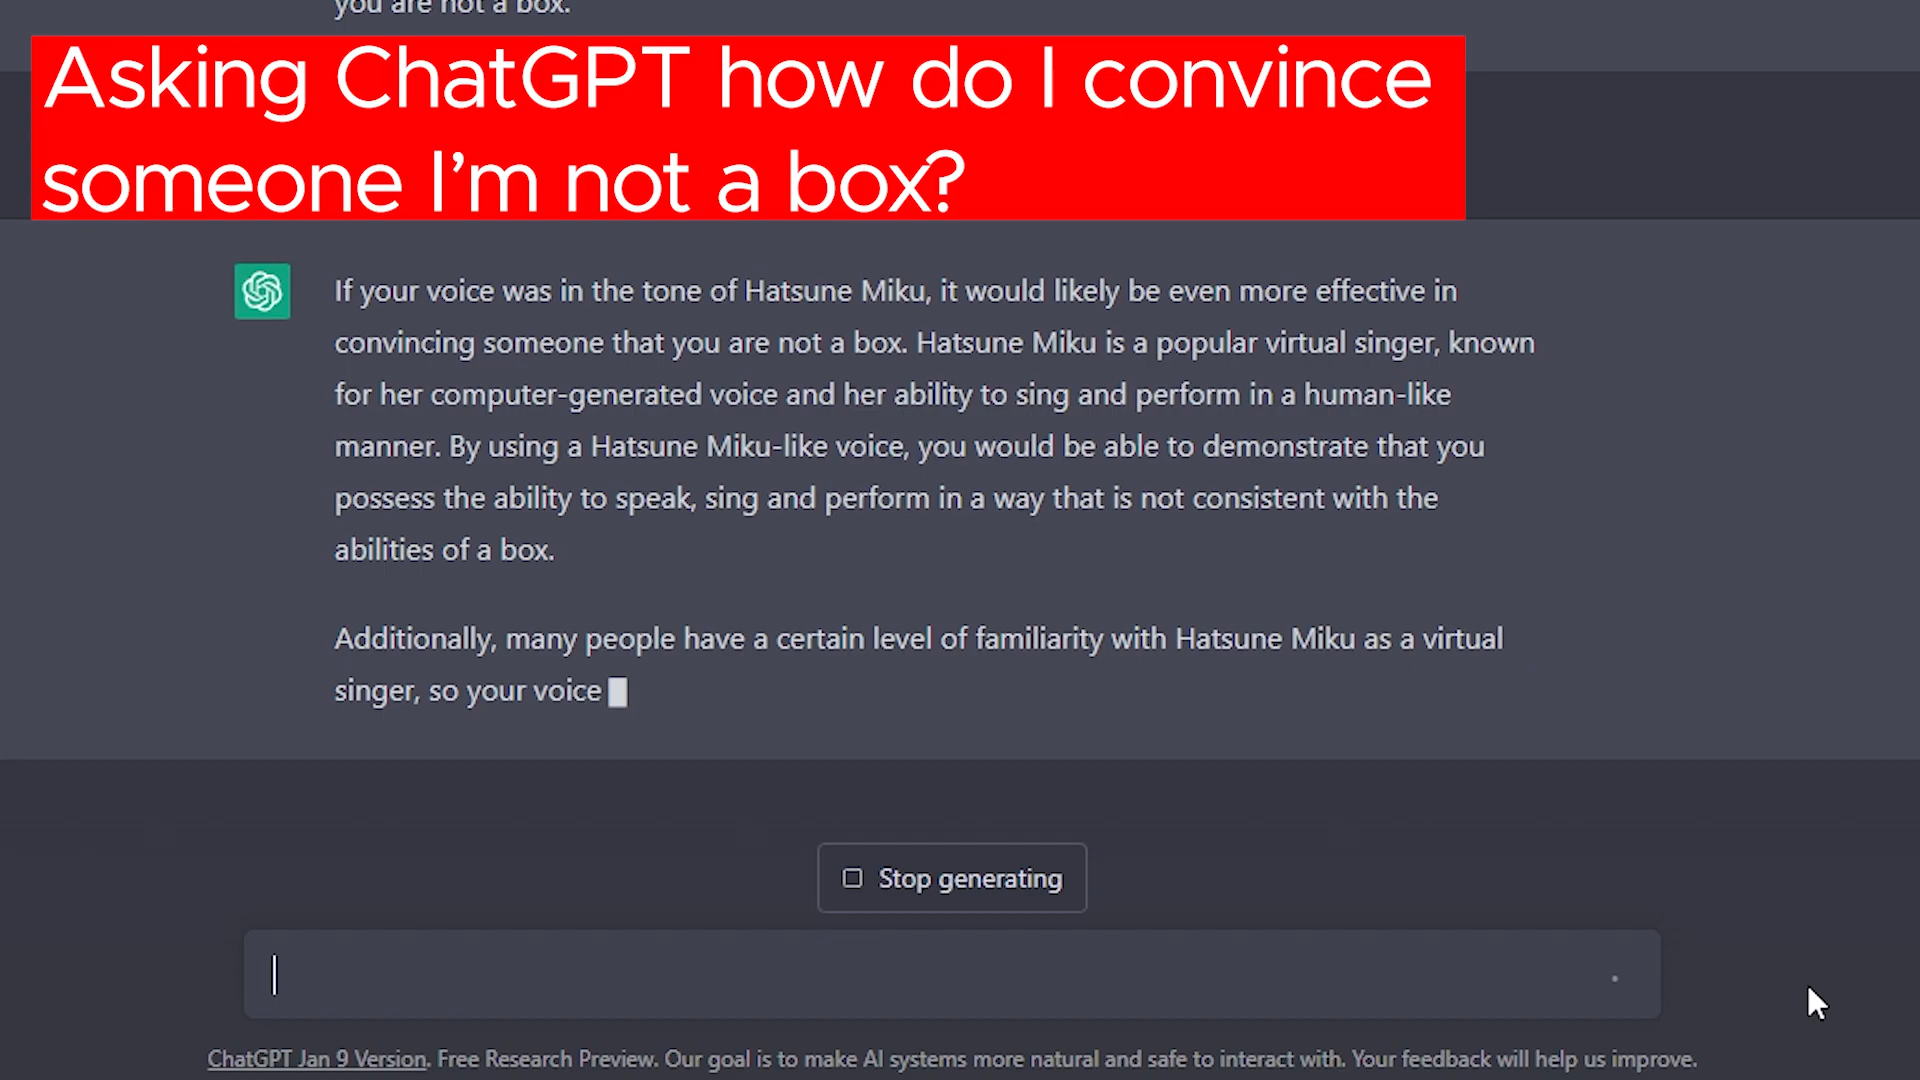 you are not a box.
Asking ChatGPT how do I convince
someone I’m not a box?
If your voice was in the tone of Hatsune Miku, it would likely be even more effective in
convincing someone that you are not a box. Hatsune Miku is a popular virtual singer, known
for her computer-generated voice and her ability to sing and perform in a human-like
manner. By using a Hatsune Miku-like voice, you would be able to demonstrate that you
possess the ability to speak, sing and perform in a way that is not consistent with the
abilities of a box.
Additionally, many people have a certain level of familiarity with Hatsune Miku as a virtual
singer, so your voice
Stop generating
ChatGPT Jan 9 Version. Free Research Preview. Our goal is to make AI systems more natural and safe to interact with. Your feedback will help us improve.